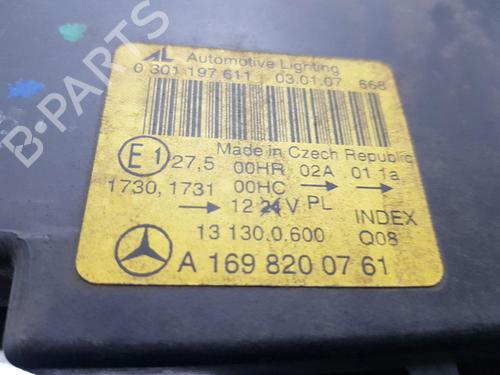 AL Automotive Lighting
0 301 197 611 03.01.07 668
Made in Czech Republic
E1 27,5 00HR 02A 01 1a
1730, 1731 00HC → →
→ 12 24V PL INDEX
13 130.0.600 Q08
A 169 820 07 61
B-PARTS